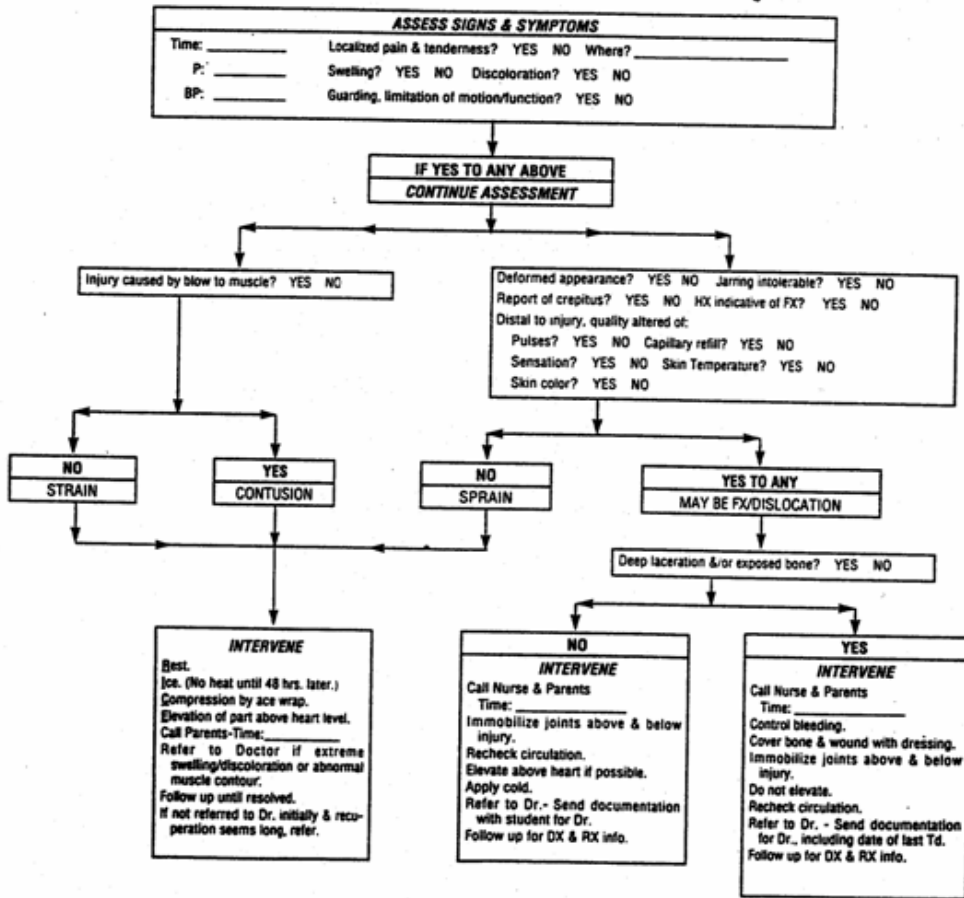 ASSESS SIGNS & SYMPTOMS
Time: ________ Localized pain & tenderness? YES NO Where? ________
P: ________ Swelling? YES NO Discoloration? YES NO
BP: ________ Guarding, limitation of motion/function? YES NO
IF YES TO ANY ABOVE
CONTINUE ASSESSMENT
Injury caused by blow to muscle? YES NO
Deformed appearance? YES NO Jarring intolerable? YES NO
Report of crepitus? YES NO HX indicative of FX? YES NO
Distal to injury, quality altered of:
Pulses? YES NO Capillary refill? YES NO
Sensation? YES NO Skin Temperature? YES NO
Skin color? YES NO
NO
STRAIN
YES
CONTUSION
NO
SPRAIN
YES TO ANY
MAY BE FX/DISLOCATION
Deep laceration &/or exposed bone? YES NO
INTERVENE
Rest.
Ice. (No heat until 48 hrs. later.)
Compression by ace wrap.
Elevation of part above heart level.
Call Parents-Time: ________
Refer to Doctor if extreme
swelling/discoloration or abnormal
muscle contour.
Follow up until resolved.
If not referred to Dr. initially & recu-
peration seems long, refer.
NO
INTERVENE
Call Nurse & Parents
Time: ________
Immobilize joints above & below
injury.
Recheck circulation.
Elevate above heart if possible.
Apply cold.
Refer to Dr.- Send documentation
with student for Dr.
Follow up for DX & RX info.
YES
INTERVENE
Call Nurse & Parents
Time: ________
Control bleeding.
Cover bone & wound with dressing.
Immobilize joints above & below
injury.
Do not elevate.
Recheck circulation.
Refer to Dr. - Send documentation
for Dr., including date of last Td.
Follow up for DX & RX info.